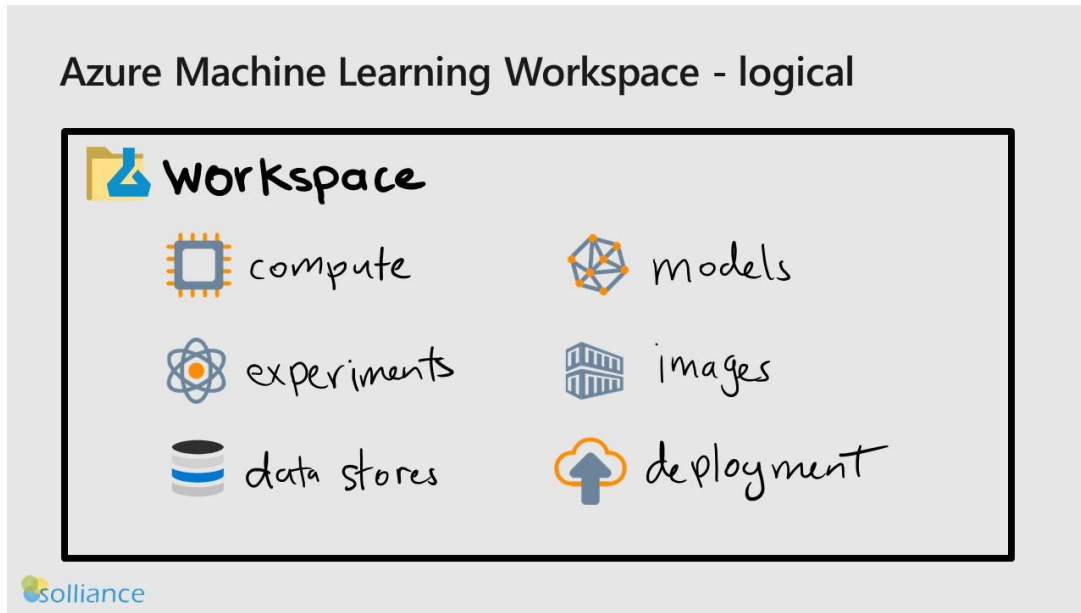 Azure Machine Learning Workspace - logical
workspace
compute
models
experiments
images
data stores
deployment
solliance